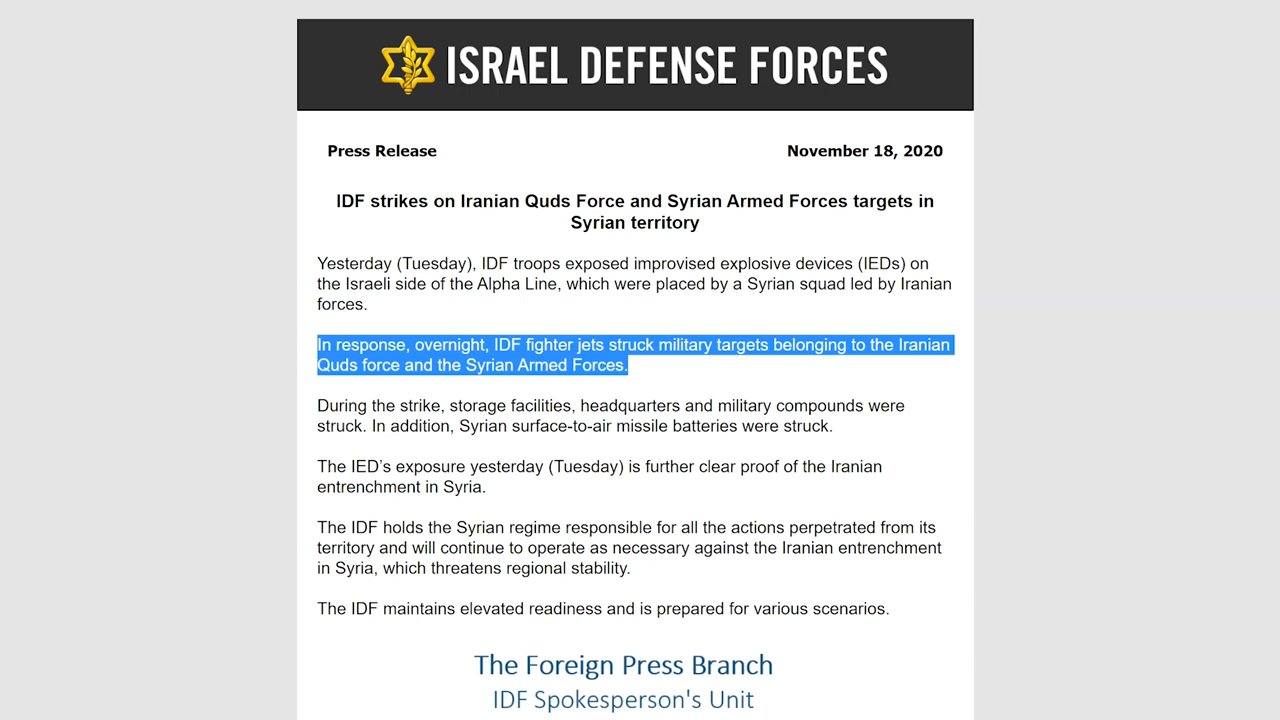 ISRAEL DEFENSE FORCES
Press Release
November 18, 2020
IDF strikes on Iranian Quds Force and Syrian Armed Forces targets in
Syrian territory
Yesterday (Tuesday), IDF troops exposed improvised explosive devices (IEDs) on
the Israeli side of the Alpha Line, which were placed by a Syrian squad led by Iranian
forces.
In response, overnight, IDF fighter jets struck military targets belonging to the Iranian
Quds force and the Syrian Armed Forces.
During the strike, storage facilities, headquarters and military compounds were
struck. In addition, Syrian surface-to-air missile batteries were struck.
The IED's exposure yesterday (Tuesday) is further clear proof of the Iranian
entrenchment in Syria.
The IDF holds the Syrian regime responsible for all the actions perpetrated from its
territory and will continue to operate as necessary against the Iranian entrenchment
in Syria, which threatens regional stability.
The IDF maintains elevated readiness and is prepared for various scenarios.
The Foreign Press Branch
IDF Spokesperson's Unit